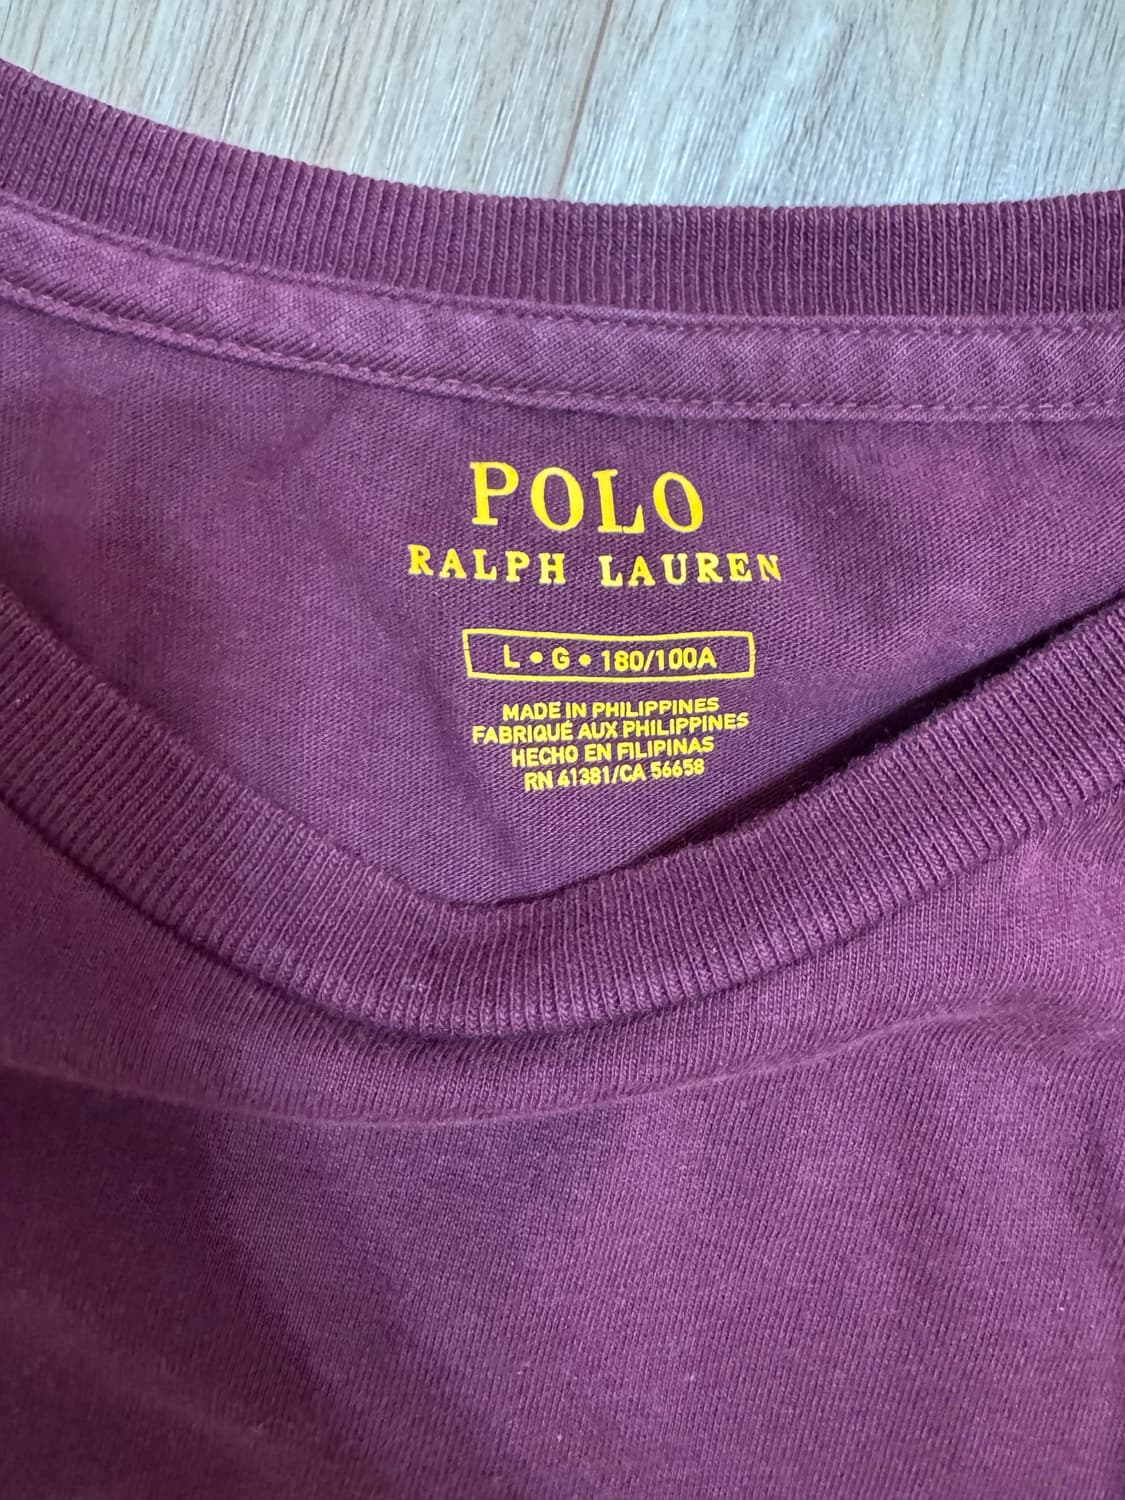 POLO
RALPH LAUREN
L • G • 180/100A
MADE IN PHILIPPINES
FABRIQUÉ AUX PHILIPPINES
HECHO EN FILIPINAS
RN 41381/CA 56658